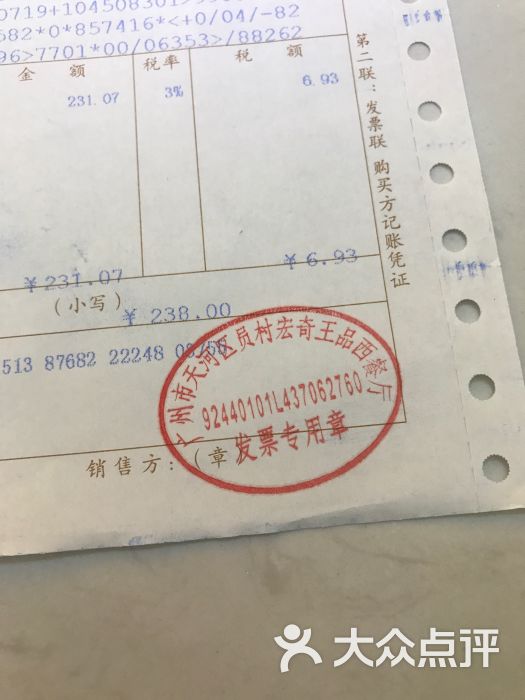 0719+10450830
582*0*857416*<+0/04/-82
96>7701*00/06353>/88262
金 额
税率
税 额
231.07
3%
6.93
¥231.07
¥6.93
(小写)
¥238.00
513 87682 22248
销售方:(章)
广州市天河区员村宏奇王品西餐厅
92440101L437062760
发票专用章
第二联:发票联 购买方记账凭证
大众点评